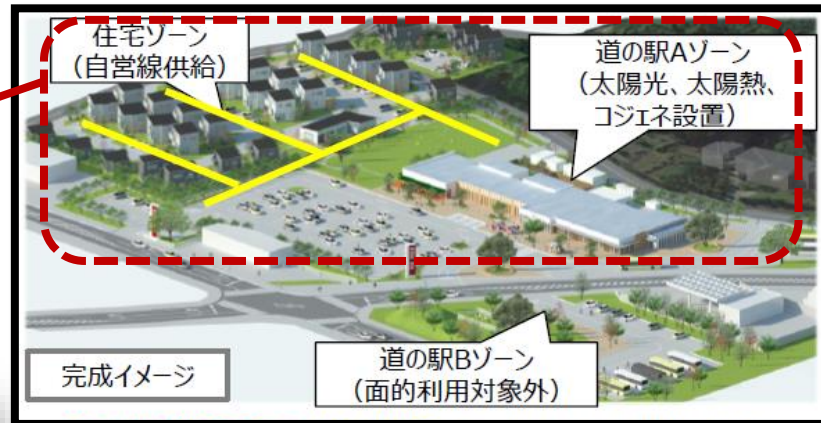 住宅ゾーン
（自営線供給）
道の駅Aゾーン
（太陽光、太陽熱、
コジェネ設置）
道の駅Bゾーン
（面的利用対象外）
完成イメージ